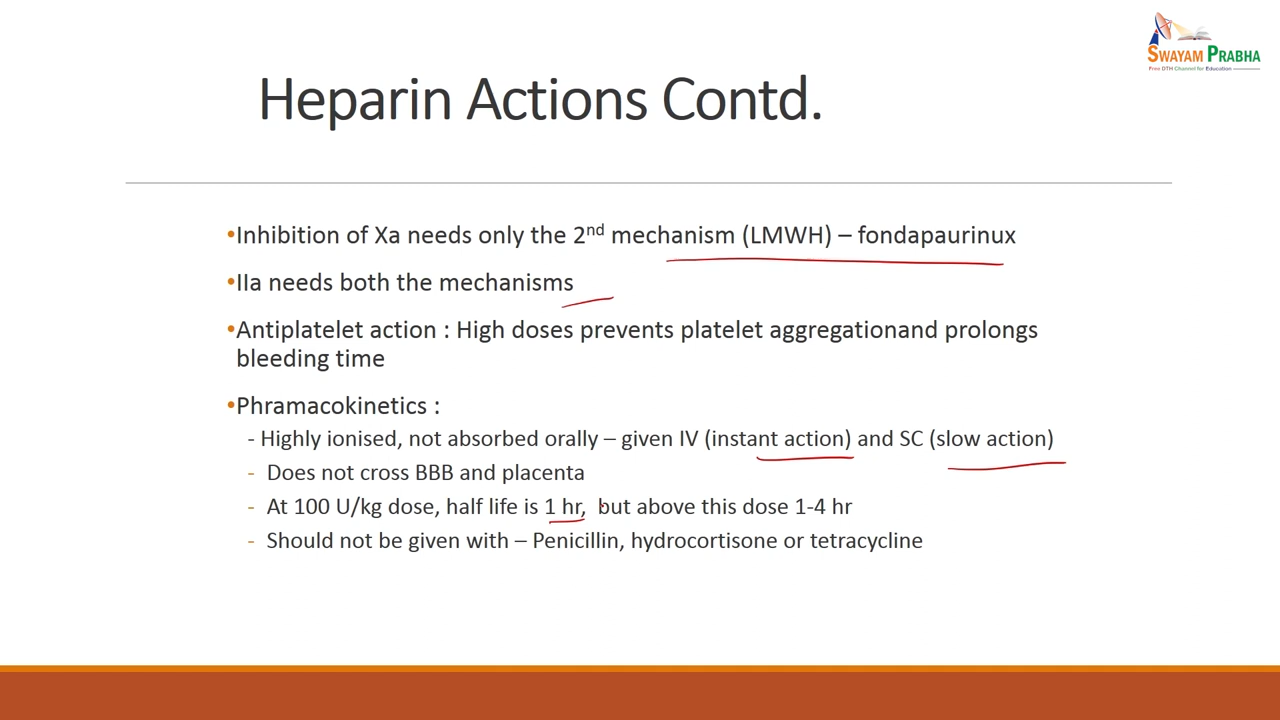 SWAYAM PRABHA
Free DTH Channel for Education
Heparin Actions Contd.
•Inhibition of Xa needs only the 2nd mechanism (LMWH) – fondapaurinux
•IIa needs both the mechanisms
•Antiplatelet action : High doses prevents platelet aggregationand prolongs
bleeding time
•Phramacokinetics :
- Highly ionised, not absorbed orally – given IV (instant action) and SC (slow action)
- Does not cross BBB and placenta
- At 100 U/kg dose, half life is 1 hr, but above this dose 1-4 hr
- Should not be given with – Penicillin, hydrocortisone or tetracycline